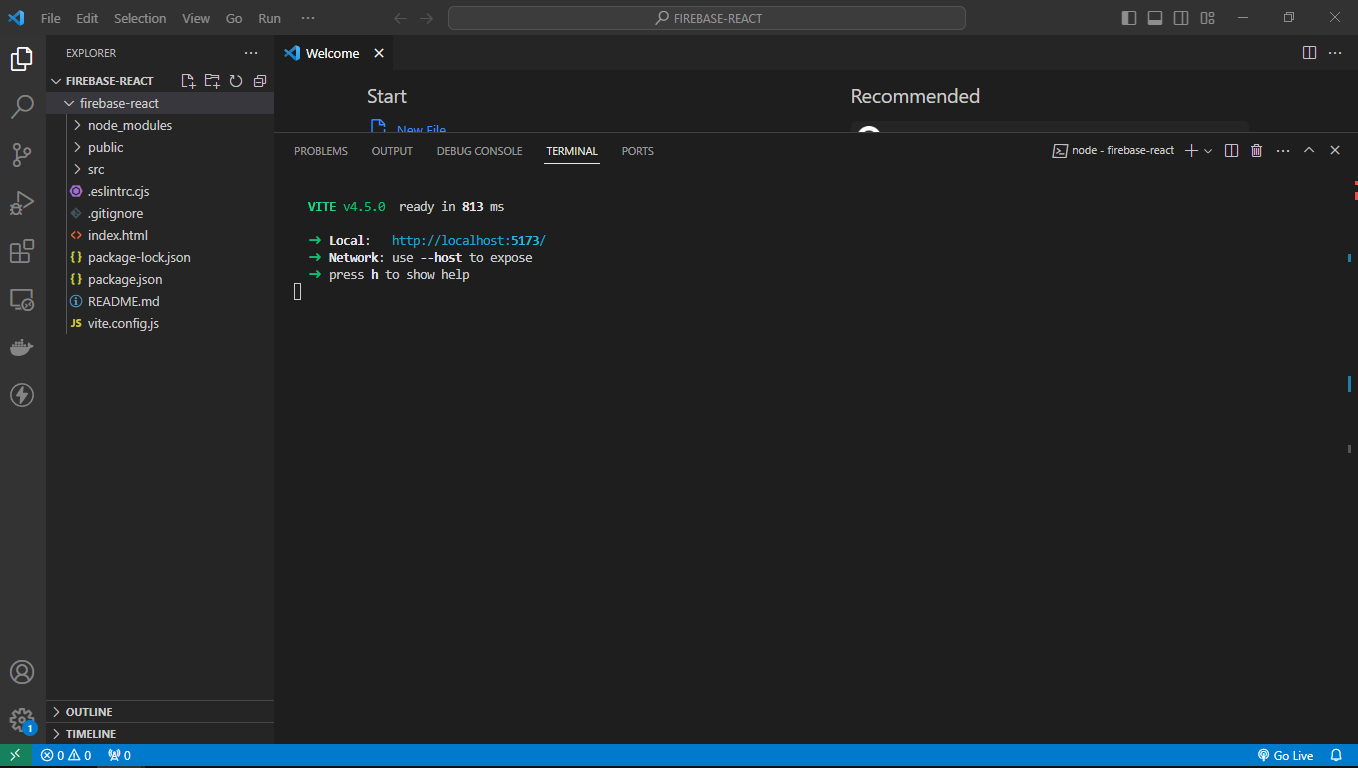 File Edit Selection View Go Run ···
FIREBASE-REACT
EXPLORER
Welcome
FIREBASE-REACT
firebase-react
node_modules
public
src
.eslintrc.cjs
.gitignore
index.html
package-lock.json
package.json
README.md
JS vite.config.js
OUTLINE
TIMELINE
Start
New File
Recommended
PROBLEMS OUTPUT DEBUG CONSOLE TERMINAL PORTS
node - firebase-react
VITE v4.5.0 ready in 813 ms
➜ Local: http://localhost:5173/
➜ Network: use --host to expose
➜ press h to show help
1
0 0 0
Go Live